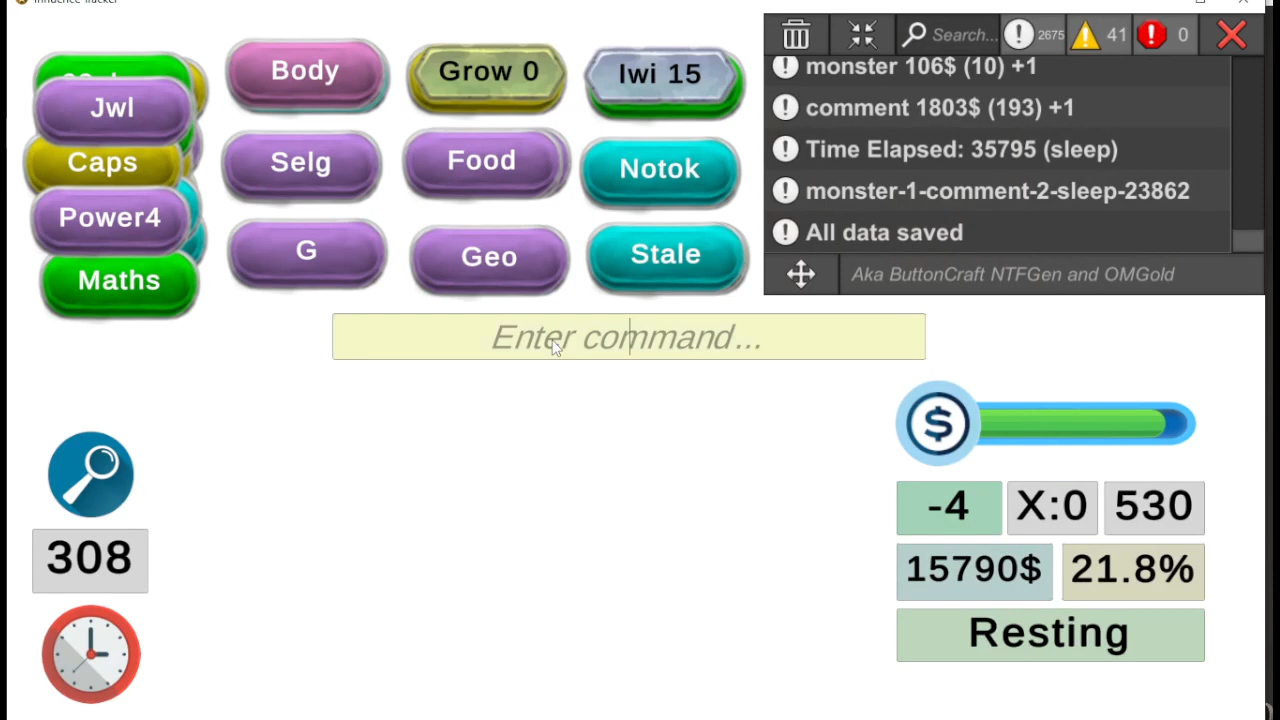 Jwl
Caps
Power4
Maths
Body
Selg
G
Grow 0
Food
Geo
Iwi 15
Notok
Stale
Search...
2675
41
0
monster 106$ (10) +1
comment 1803$ (193) +1
Time Elapsed: 35795 (sleep)
monster-1-comment-2-sleep-23862
All data saved
Aka ButtonCraft NTFGen and OMGold
Enter command...
$
-4
X:0
530
15790$
21.8%
Resting
308